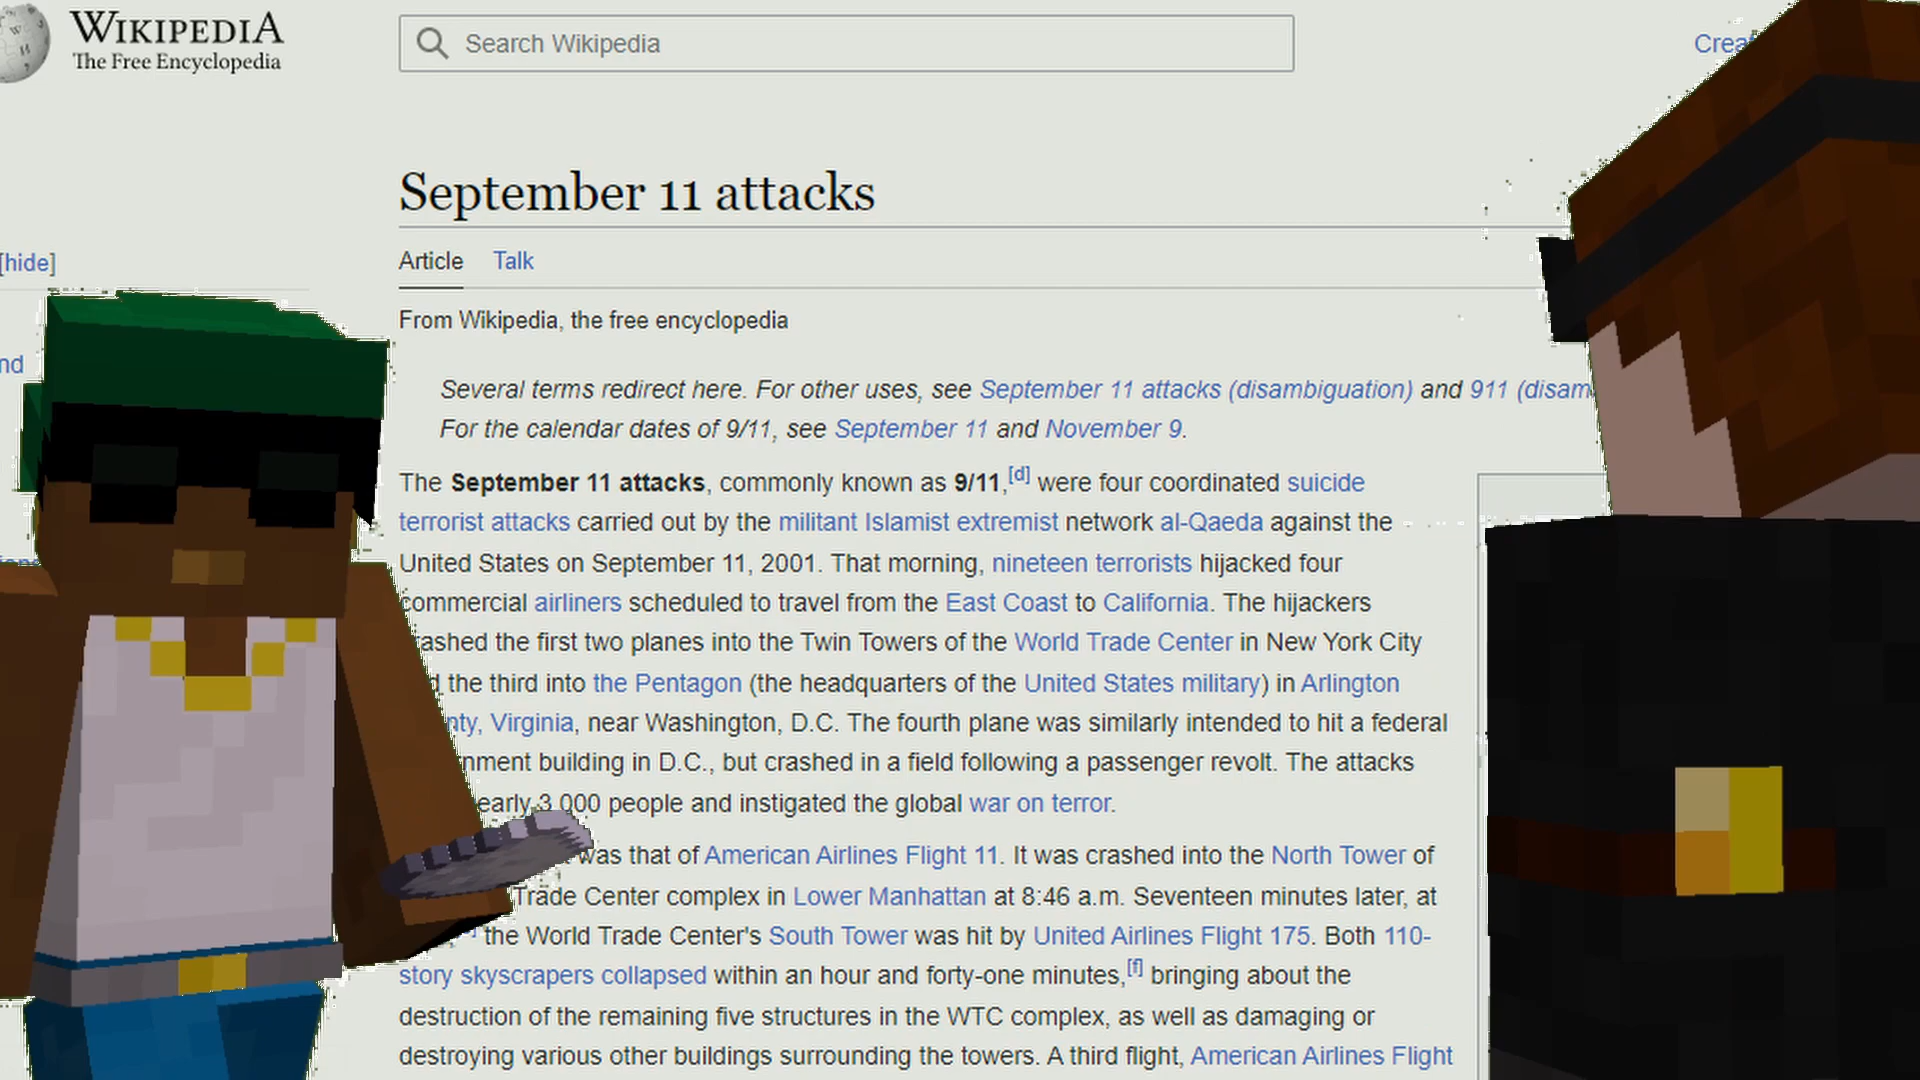 WIKIPEDIA
The Free Encyclopedia
Search Wikipedia
September 11 attacks
[hide]
Article Talk
From Wikipedia, the free encyclopedia
Several terms redirect here. For other uses, see September 11 attacks (disambiguation) and 911
For the calendar dates of 9/11, see September 11 and November 9.
The September 11 attacks, commonly known as 9/11,[d] were four coordinated suicide
terrorist attacks carried out by the militant Islamist extremist network al-Qaeda against the
United States on September 11, 2001. That morning, nineteen terrorists hijacked four
commercial airliners scheduled to travel from the East Coast to California. The hijackers
the first two planes into the Twin Towers of the World Trade Center in New York City
the third into the Pentagon (the headquarters of the United States military) in Arlington
Virginia, near Washington, D.C. The fourth plane was similarly intended to hit a federal
building in D.C., but crashed in a field following a passenger revolt. The attacks
3,000 people and instigated the global war on terror.
was that of American Airlines Flight 11. It was crashed into the North Tower of
Trade Center complex in Lower Manhattan at 8:46 a.m. Seventeen minutes later, at
the World Trade Center's South Tower was hit by United Airlines Flight 175. Both 110-
story skyscrapers collapsed within an hour and forty-one minutes,[f] bringing about the
destruction of the remaining five structures in the WTC complex, as well as damaging or
destroying various other buildings surrounding the towers. A third flight, American Airlines Flight